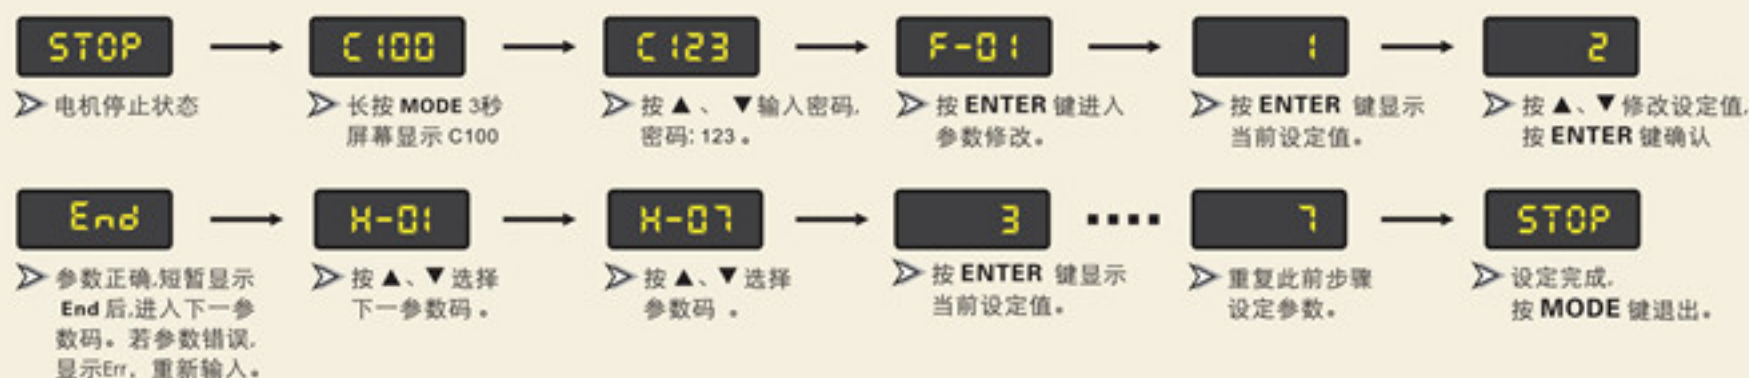 STOP
C100
C123
F-01
1
2
电机停止状态
长按 MODE 3秒
屏幕显示 C100
按 ▲、 ▼ 输入密码,
密码: 123 。
按 ENTER 键进入
参数修改。
按 ENTER 键显示
当前设定值。
按 ▲、▼ 修改设定值,
按 ENTER 键确认
End
H-01
H-07
3
7
STOP
参数正确,短暂显示
End 后,进入下一参
数码。若参数错误,
显示Err, 重新输入。
按 ▲、▼ 选择
下一参数码 。
按 ▲、▼ 选择
参数码 。
按 ENTER 键显示
当前设定值。
重复此前步骤
设定参数。
设定完成,
按 MODE 键退出。